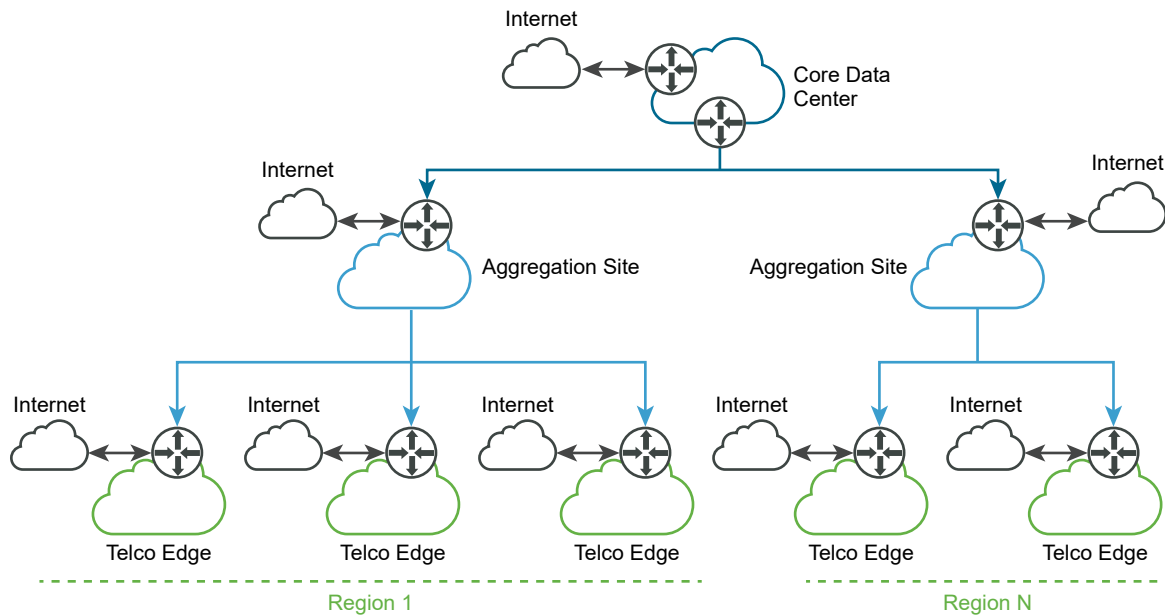 Internet
Core Data
Center
Internet
Internet
Aggregation Site
Aggregation Site
Internet
Internet
Internet
Internet
Internet
Telco Edge
Telco Edge
Telco Edge
Telco Edge
Telco Edge
Region 1
Region N